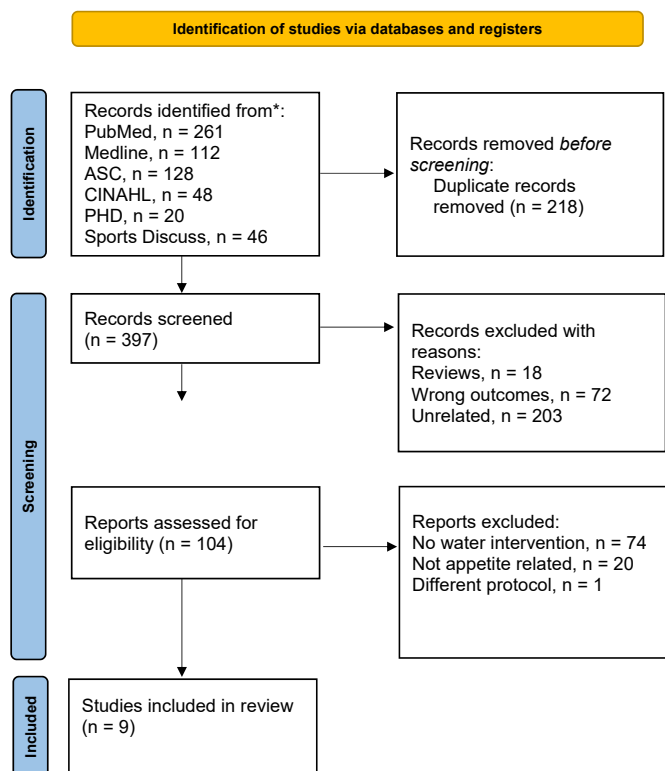 Identification of studies via databases and registers
Identification
Records identified from*:
PubMed, n = 261
Medline, n = 112
ASC, n = 128
CINAHL, n = 48
PHD, n = 20
Sports Discuss, n = 46
Records removed before
screening:
Duplicate records
removed (n = 218)
Screening
Records screened
(n = 397)
Records excluded with
reasons:
Reviews, n = 18
Wrong outcomes, n = 72
Unrelated, n = 203
Reports assessed for
eligibility (n = 104)
Reports excluded:
No water intervention, n = 74
Not appetite related, n = 20
Different protocol, n = 1
Included
Studies included in review
(n = 9)